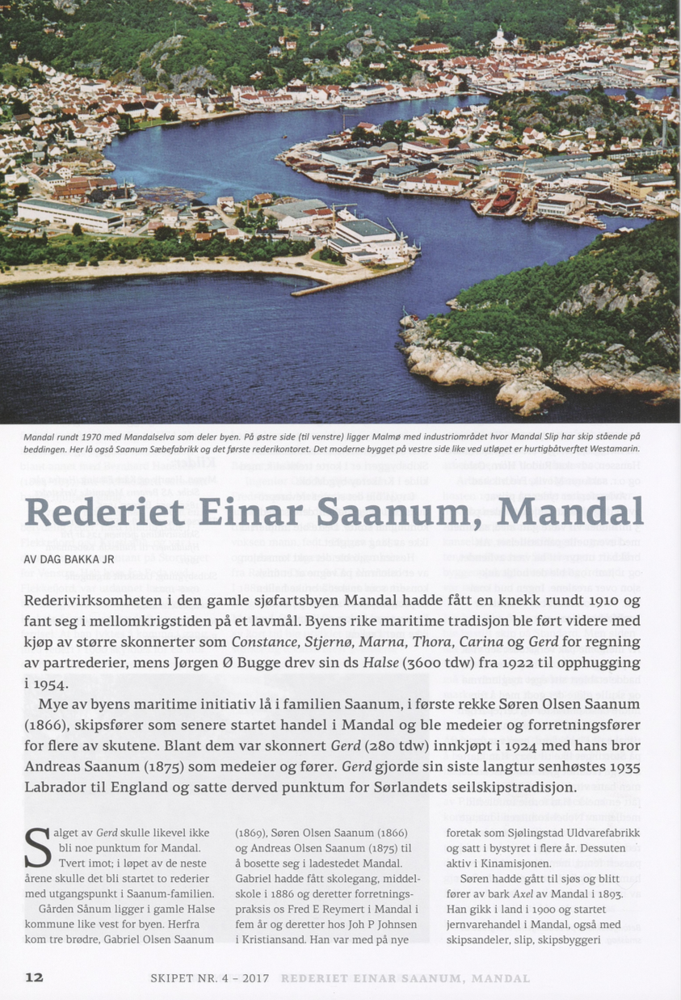 Mandal rundt 1970 med Mandalselva som deler byen. På østre side (til venstre) ligger Malmø med industriområdet hvor Mandal Slip har skip stående på
beddingen. Her lå også Saanum Sæbefabrikk og det første rederikontoret. Det moderne bygget på vestre side like ved utløpet er hurtigbåtverftet Westamarin.
Rederiet Einar Saanum, Mandal
AV DAG BAKKA JR
Rederivirksomheten i den gamle sjøfartsbyen Mandal hadde fått en knekk rundt 1910 og
fant seg i mellomkrigstiden på et lavmål. Byens rike maritime tradisjon ble ført videre med
kjøp av større skonnerter som Constance, Stjernø, Marna, Thora, Carina og Gerd for regning
av partrederier, mens Jørgen Ø Bugge drev sin ds Halse (3600 tdw) fra 1922 til opphugging
i 1954.
Mye av byens maritime initiativ lå i familien Saanum, i første rekke Søren Olsen Saanum
(1866), skipsfører som senere startet handel i Mandal og ble medeier og forretningsfører
for flere av skutene. Blant dem var skonnert Gerd (280 tdw) innkjøpt i 1924 med hans bror
Andreas Saanum (1875) som medeier og fører. Gerd gjorde sin siste langtur senhøstes 1935
Labrador til England og satte derved punktum for Sørlandets seilskipstradisjon.
Salget av Gerd skulle likevel ikke
bli noe punktum for Mandal.
Tvert imot; i løpet av de neste
årene skulle det bli startet to rederier
med utgangspunkt i Saanum-familien.
Gården Sånum ligger i gamle Halse
kommune like vest for byen. Herfra
kom tre brødre, Gabriel Olsen Saanum
(1869), Søren Olsen Saanum (1866)
og Andreas Olsen Saanum (1875) til
å bosette seg i ladestedet Mandal.
Gabriel hadde fått skolegang, middel-
skole i 1886 og deretter forretnings-
praksis os Fred E Reymert i Mandal i
fem år og deretter hos Joh P Johnsen
i Kristiansand. Han var med på nye
foretak som Sjølingstad Uldvarefabrikk
og satt i bystyret i flere år. Dessuten
aktiv i Kinamisjonen.
Søren hadde gått til sjøs og blitt
fører av bark Axel av Mandal i 1893.
Han gikk i land i 1900 og startet
jernvarehandel i Mandal, også med
skipsandeler, slip, skipsbyggeri
12 SKIPET NR. 4 – 2017 REDERIET EINAR SAANUM, MANDAL